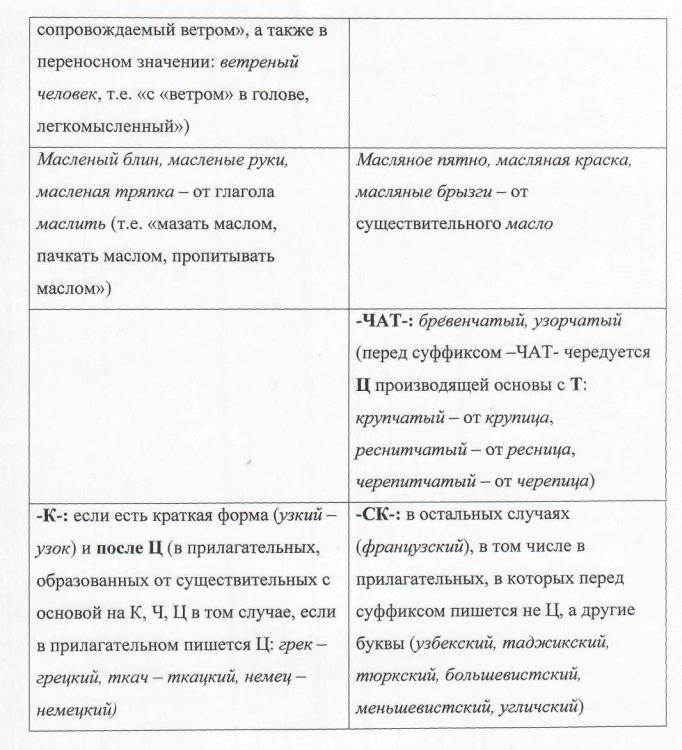 сопровождаемый ветром», а также в
переносном значении: ветреный
человек, т.е. «с «ветром» в голове,
легкомысленный»)
Масленый блин, масленые руки,
масленая тряпка – от глагола
маслить (т.е. «мазать маслом,
пачкать маслом, пропитывать
маслом»)
Масляное пятно, масляная краска,
масляные брызги – от
существительного масло
-ЧАТ-: бревенчатый, узорчатый
(перед суффиксом –ЧАТ- чередуется
Ц производящей основы с Т:
крупчатый – от крупица,
реснитчатый – от ресница,
черепитчатый – от черепица)
-К-: если есть краткая форма (узкий –
узок) и после Ц (в прилагательных,
образованных от существительных с
основой на К, Ч, Ц в том случае, если
в прилагательном пишется Ц: грек –
грецкий, ткач – ткацкий, немец –
немецкий)
-СК-: в остальных случаях
(французский), в том числе в
прилагательных, в которых перед
суффиксом пишется не Ц, а другие
буквы (узбекский, таджикский,
тюркский, большевистский,
меньшевистский, угличский)